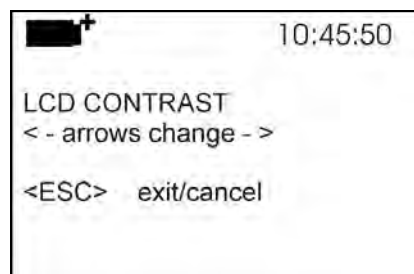 10:45:50
LCD CONTRAST
< - arrows change - >
<ESC> exit/cancel